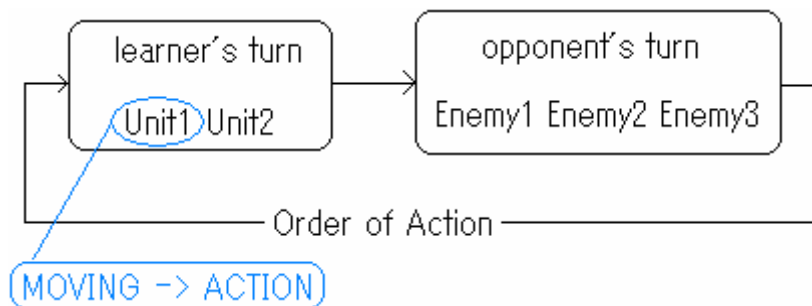 learner's turn
Unit1 Unit2
opponent's turn
Enemy1 Enemy2 Enemy3
Order of Action
MOVING -> ACTION